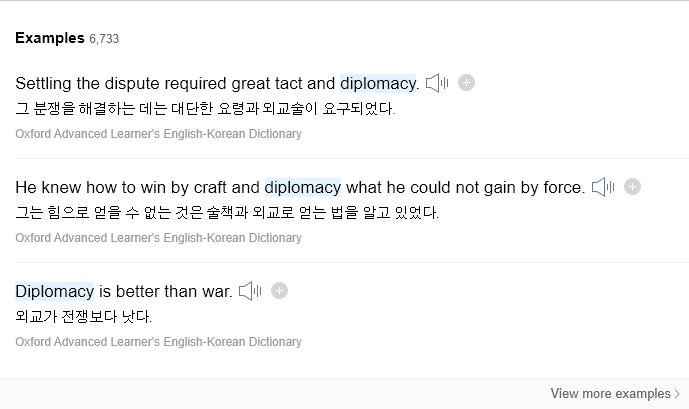 Examples 6,733
Settling the dispute required great tact and diplomacy.
그 분쟁을 해결하는 데는 대단한 요령과 외교술이 요구되었다.
Oxford Advanced Learner's English-Korean Dictionary
He knew how to win by craft and diplomacy what he could not gain by force.
그는 힘으로 얻을 수 없는 것은 술책과 외교로 얻는 법을 알고 있었다.
Oxford Advanced Learner's English-Korean Dictionary
Diplomacy is better than war.
외교가 전쟁보다 낫다.
Oxford Advanced Learner's English-Korean Dictionary
View more examples